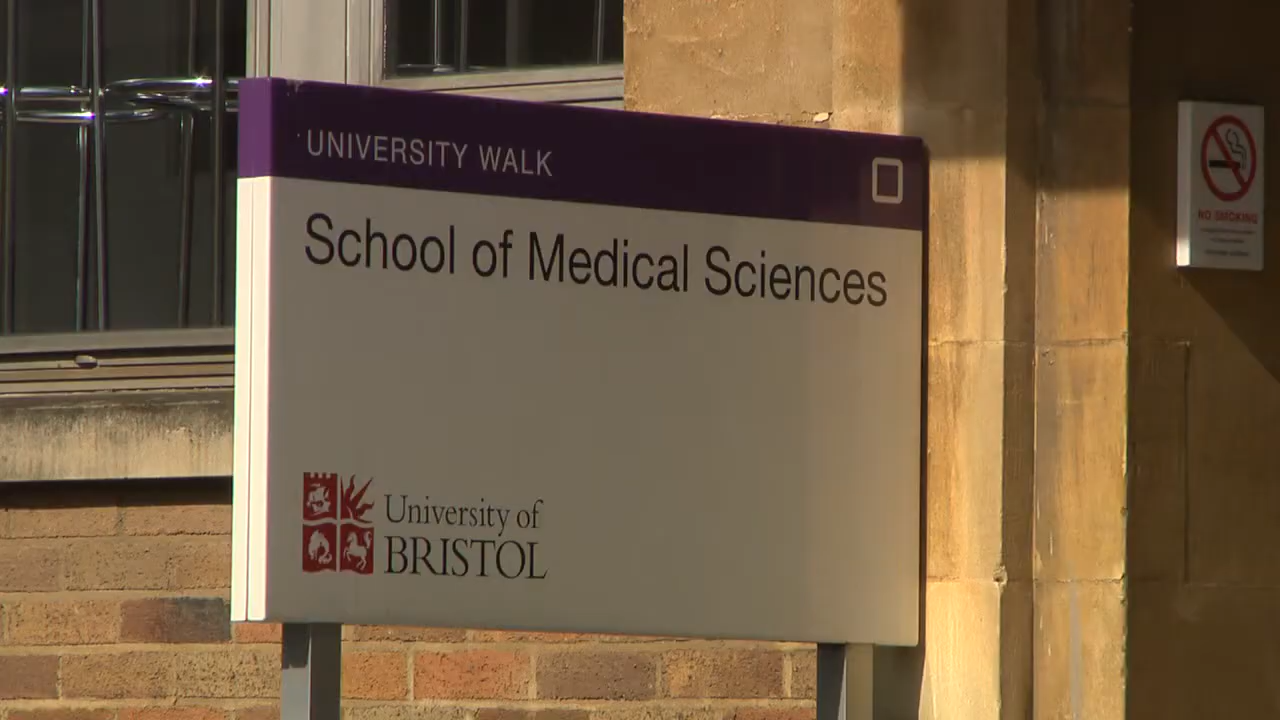 UNIVERSITY WALK
School of Medical Sciences
University of
BRISTOL
NO SMOKING